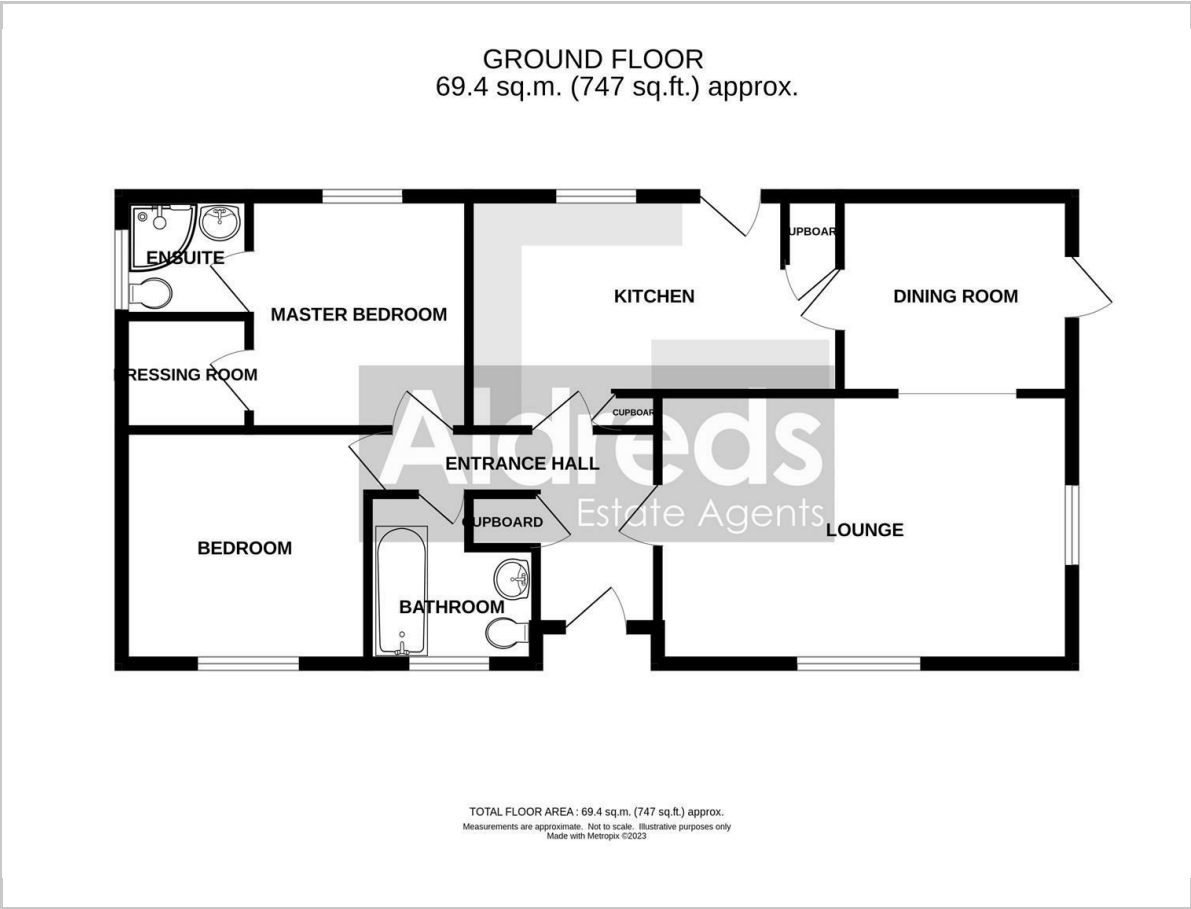 GROUND FLOOR
69.4 sq.m. (747 sq.ft.) approx.
ENSUITE
UPBOAR
KITCHEN
DINING ROOM
MASTER BEDROOM
RESSING ROOM
CUPBOAR
Aldreds
ENTRANCE HALL
Estate Agents
CUPBOARD
LOUNGE
BEDROOM
BATHROOM
TOTAL FLOOR AREA : 69.4 sq.m. (747 sq.ft.) approx.
Measurements are approximate. Not to scale. Illustrative purposes only
Made with Metropix ©2023